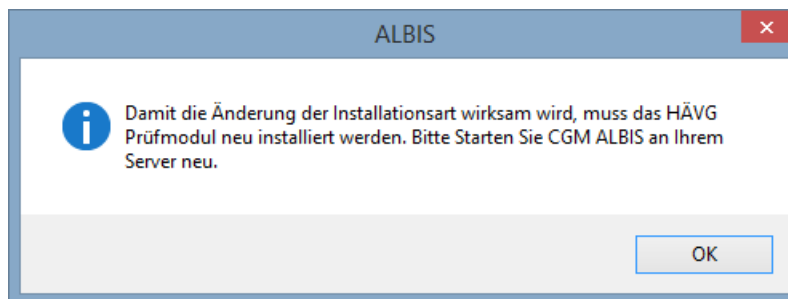 ALBIS
Damit die Änderung der Installationsart wirksam wird, muss das HÄVG
Prüfmodul neu installiert werden. Bitte Starten Sie CGM ALBIS an Ihrem
Server neu.
OK